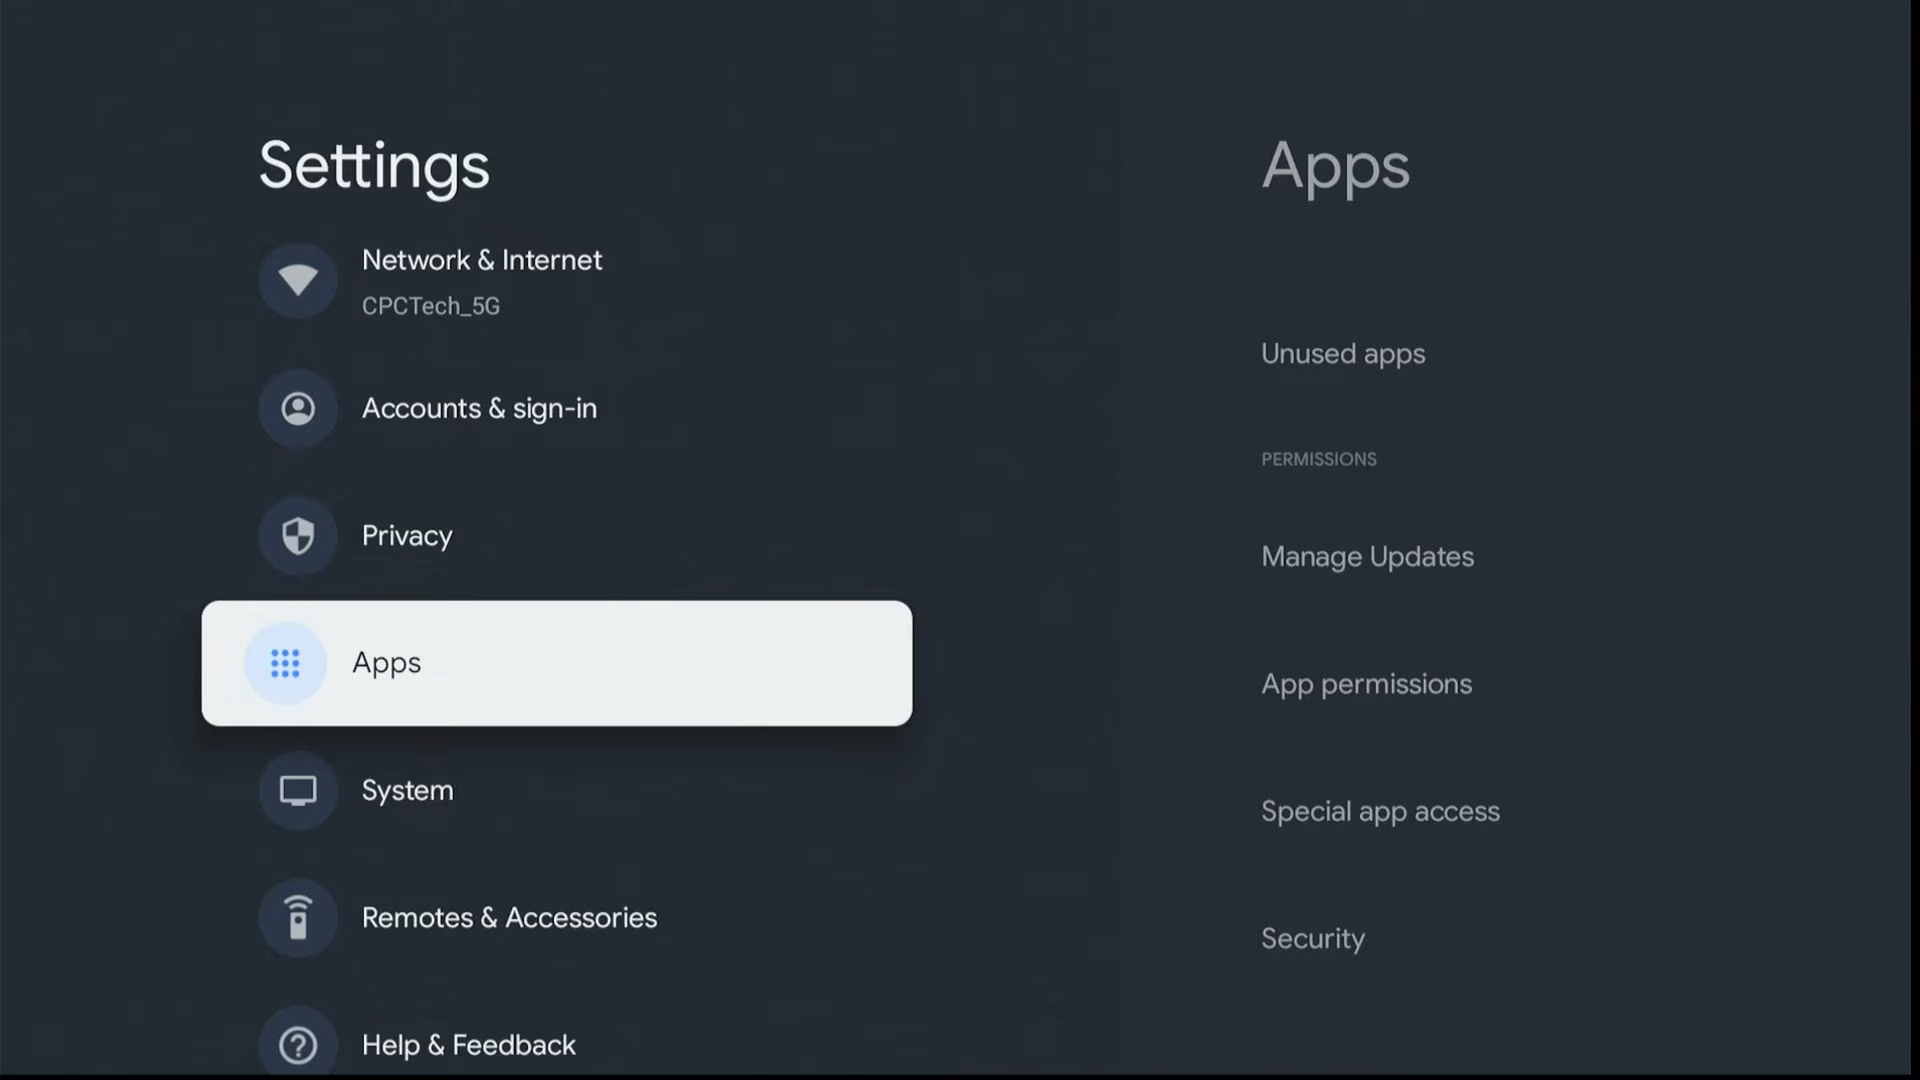 Settings
Network & Internet
CPCTech_5G
Accounts & sign-in
Privacy
Apps
System
Remotes & Accessories
Help & Feedback
Apps
Unused apps
PERMISSIONS
Manage Updates
App permissions
Special app access
Security